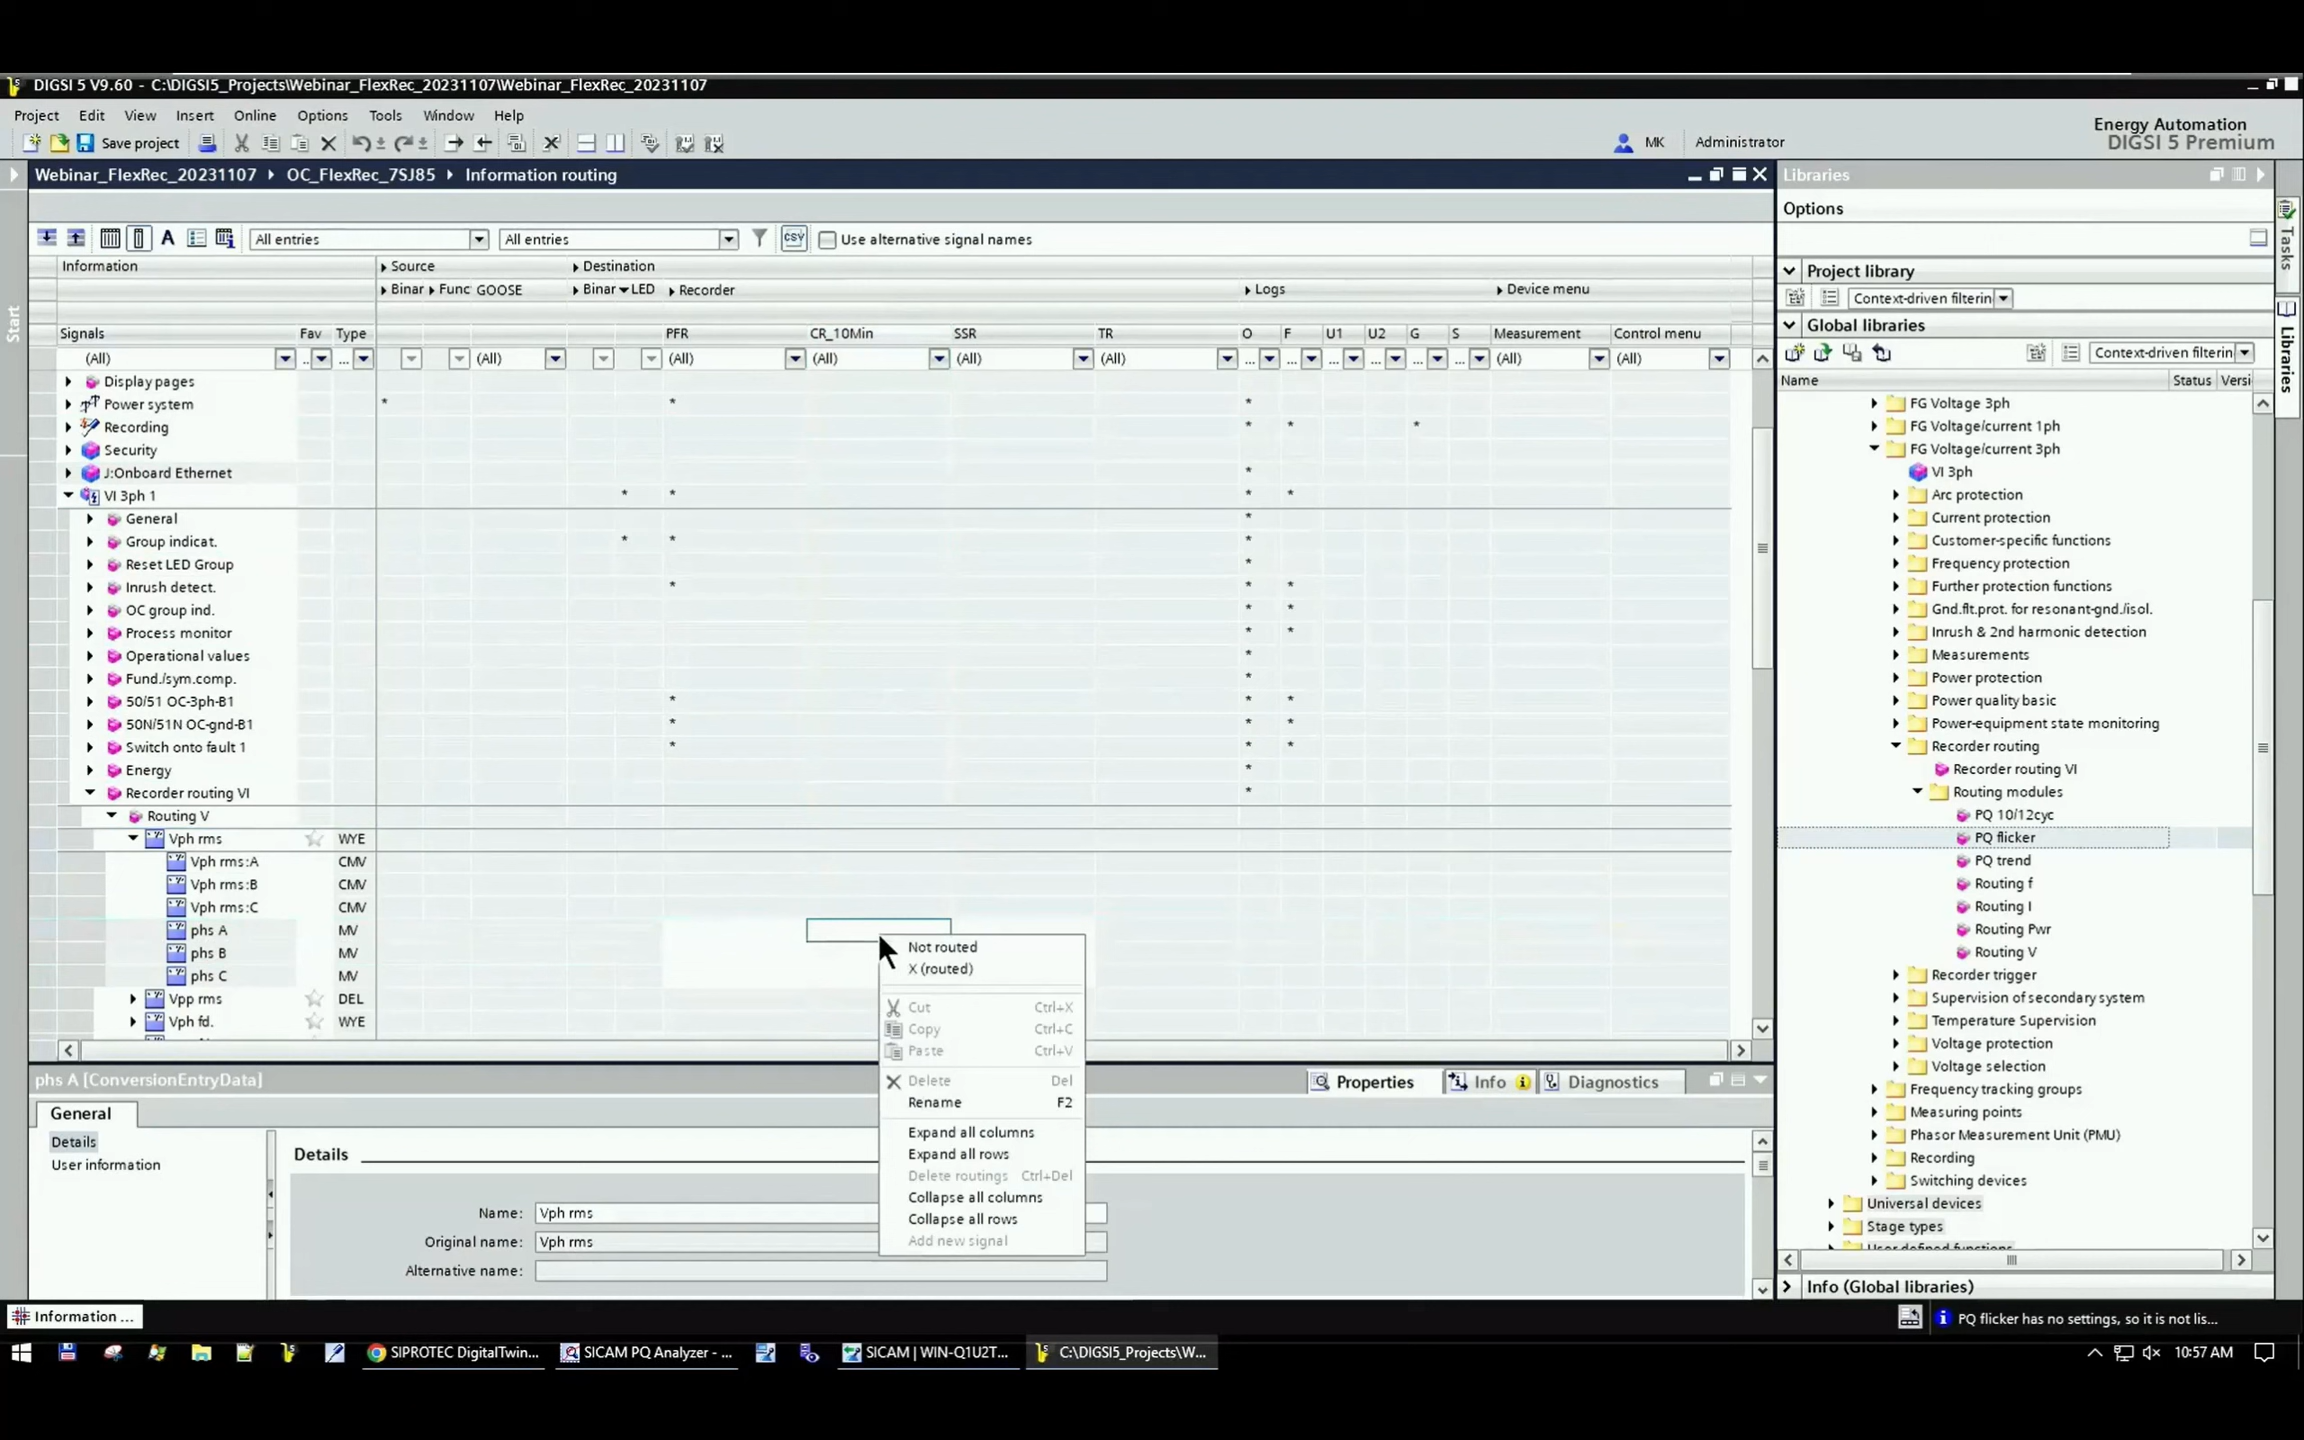 DIGSI 5 V9.60 - C:\DIGSI5_Projects\Webinar_FlexRec_20231107\Webinar_FlexRec_20231107
Project Edit View Insert Online Options Tools Window Help
Save project
MK Administrator
Energy Automation
DIGSI 5 Premium
Webinar_FlexRec_20231107 OC_FlexRec_7SJ85 Information routing
All entries All entries CSV Use alternative signal names
Information Source Destination
Binar Func GOOSE Binar LED Recorder Logs Device menu
Signals Fav Type PFR CR_10Min SSR TR O F U1 U2 G S Measurement Control menu
(All) ... ... (All) (All) (All) (All) (All) ... ... ... ... ... ... (All) (All)
Display pages
Power system * * *
Recording * * *
Security
J:Onboard Ethernet *
VI 3ph 1 * * * *
General *
Group indicat. * * *
Reset LED Group *
Inrush detect. * * *
OC group ind. * *
Process monitor * *
Operational values *
Fund./sym.comp. *
50/51 OC-3ph-B1 * * *
50N/51N OC-gnd-B1 * * *
Switch onto fault 1 * * *
Energy *
Recorder routing VI *
Routing V
Vph rms WYE
Vph rms:A CMV
Vph rms:B CMV
Vph rms:C CMV
phs A MV
phs B MV
phs C MV
Vpp rms DEL
Vph fd. WYE
Not routed
X (routed)
Cut Ctrl+X
Copy Ctrl+C
Paste Ctrl+V
Delete Del
Rename F2
Expand all columns
Expand all rows
Delete routings Ctrl+Del
Collapse all columns
Collapse all rows
Add new signal
phs A [ConversionEntryData]
Properties Info Diagnostics
General
Details
User information
Details
Name: Vph rms
Original name: Vph rms
Alternative name:
Start
Libraries
Options
Project library
Context-driven filterin
Global libraries
Context-driven filterin
Name Status Versi
FG Voltage 3ph
FG Voltage/current 1ph
FG Voltage/current 3ph
VI 3ph
Arc protection
Current protection
Customer-specific functions
Frequency protection
Further protection functions
Gnd.flt.prot. for resonant-gnd./isol.
Inrush & 2nd harmonic detection
Measurements
Power protection
Power quality basic
Power-equipment state monitoring
Recorder routing
Recorder routing VI
Routing modules
PQ 10/12cyc
PQ flicker
PQ trend
Routing f
Routing I
Routing Pwr
Routing V
Recorder trigger
Supervision of secondary system
Temperature Supervision
Voltage protection
Voltage selection
Frequency tracking groups
Measuring points
Phasor Measurement Unit (PMU)
Recording
Switching devices
Universal devices
Stage types
User defined functions
Info (Global libraries)
Tasks
Libraries
Information ...
PQ flicker has no settings, so it is not lis...
SIPROTEC DigitalTwin... SICAM PQ Analyzer - ... SICAM | WIN-Q1U2T... C:\DIGSI5_Projects\W...
10:57 AM